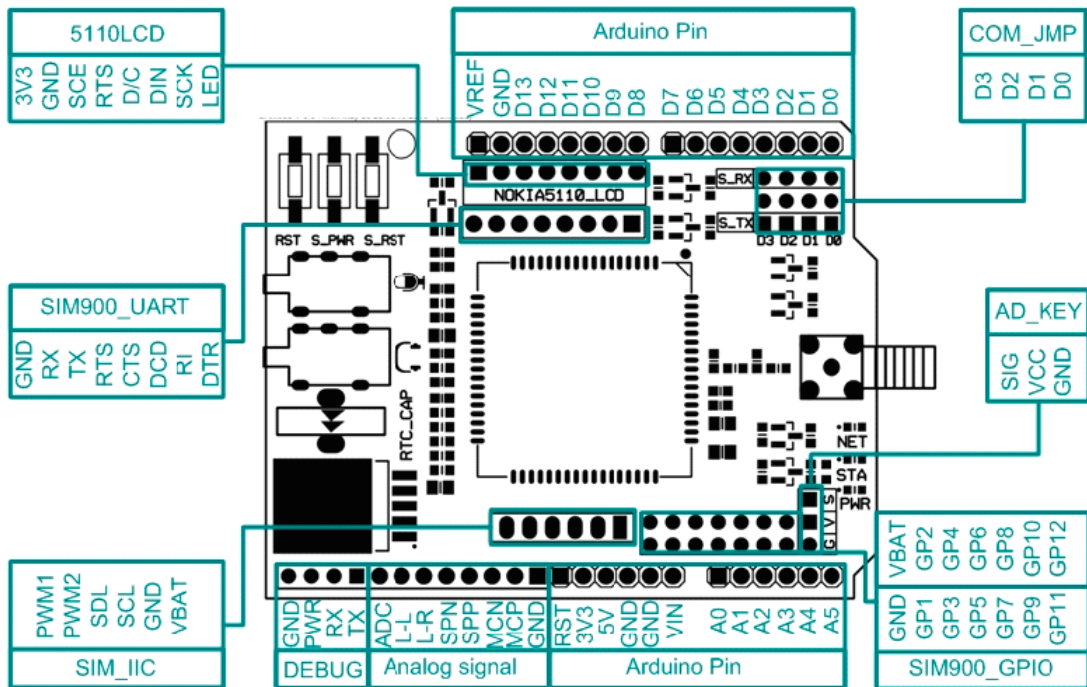 5110LCD
3V3 GND SCE RTS D/C DIN SCK LED
Arduino Pin
VREF GND D13 D12 D11 D10 D9 D8 D7 D6 D5 D4 D3 D2 D1 D0
COM_JMP
D3 D2 D1 D0
NOKIA5110_LCD
S_RX
S_TX
D3 D2 D1 D0
RST S_PWR S_RST
SIM900_UART
GND RX TX RTS CTS DCD RI DTR
AD_KEY
SIG VCC GND
RTC_CAP
NET
STA
PWR
S
V
G
PWM1 PWM2 SDL SCL GND VBAT
SIM_IIC
GND PWR RX TX
DEBUG
ADC L-L L-R SPN SPP MCN MCP GND
Analog signal
RST 3V3 5V GND GND VIN A0 A1 A2 A3 A4 A5
Arduino Pin
VBAT GP2 GP4 GP6 GP8 GP10 GP12
GND GP1 GP3 GP5 GP7 GP9 GP11
SIM900_GPIO